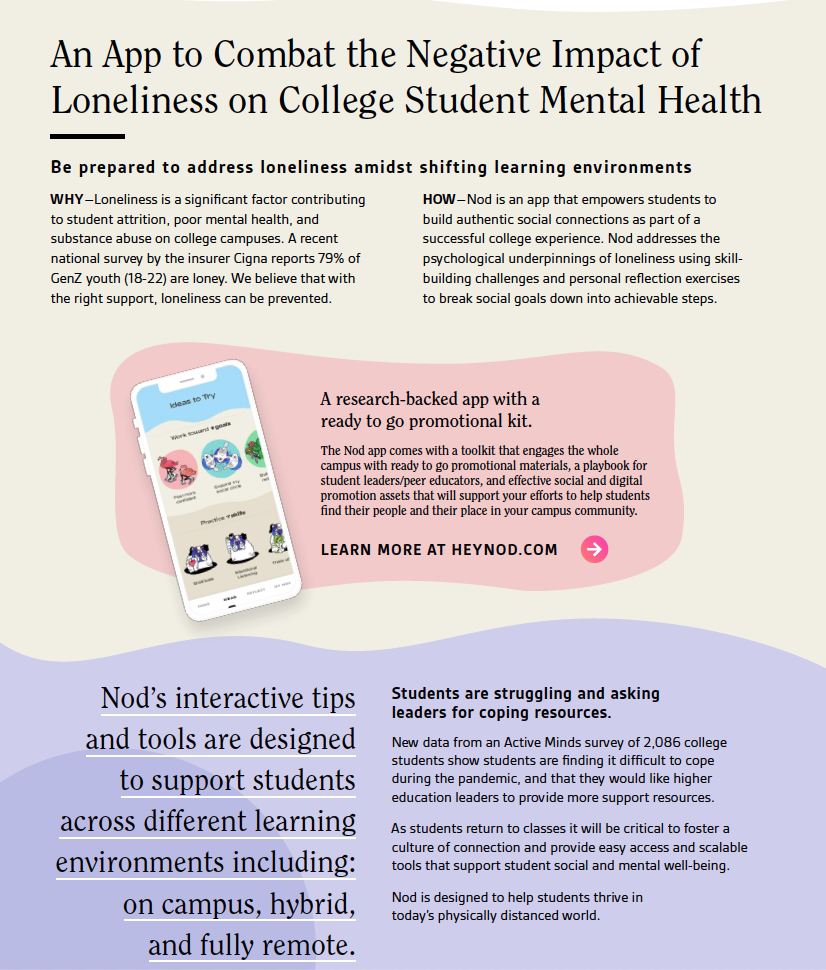 An App to Combat the Negative Impact of
Loneliness on College Student Mental Health
Be prepared to address loneliness amidst shifting learning environments
WHY–Loneliness is a significant factor contributing
to student attrition, poor mental health, and
substance abuse on college campuses. A recent
national survey by the insurer Cigna reports 79% of
GenZ youth (18-22) are loney. We believe that with
the right support, loneliness can be prevented.
HOW–Nod is an app that empowers students to
build authentic social connections as part of a
successful college experience. Nod addresses the
psychological underpinnings of loneliness using skill-
building challenges and personal reflection exercises
to break social goals down into achievable steps.
Ideas to Try
Work toward #goals
Feel more
confident
Expand my
social circle
Practice #skills
Gratitude
Intentional
Listening
IDEAS
A research-backed app with a
ready to go promotional kit.
The Nod app comes with a toolkit that engages the whole
campus with ready to go promotional materials, a playbook for
student leaders/peer educators, and effective social and digital
promotion assets that will support your efforts to help students
find their people and their place in your campus community.
LEARN MORE AT HEYNOD.COM
Nod's interactive tips
and tools are designed
to support students
across different learning
environments including:
on campus, hybrid,
and fully remote.
Students are struggling and asking
leaders for coping resources.
New data from an Active Minds survey of 2,086 college
students show students are finding it difficult to cope
during the pandemic, and that they would like higher
education leaders to provide more support resources.
As students return to classes it will be critical to foster a
culture of connection and provide easy access and scalable
tools that support student social and mental well-being.
Nod is designed to help students thrive in
today's physically distanced world.